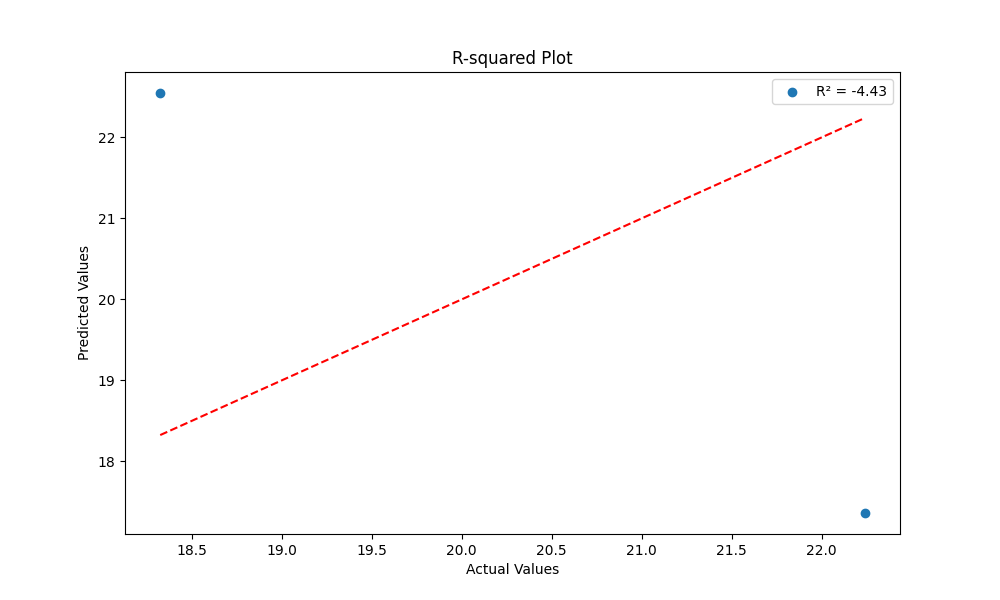 R-squared Plot
R² = -4.43
Predicted Values
22
21
20
19
18
18.5 19.0 19.5 20.0 20.5 21.0 21.5 22.0
Actual Values